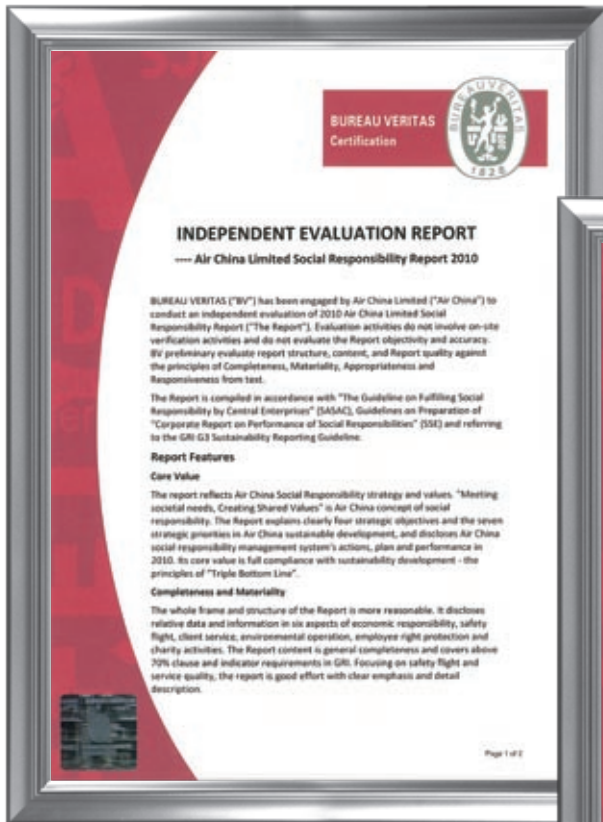 BUREAU VERITAS
Certification
BUREAU VERITAS
1828
INDEPENDENT EVALUATION REPORT
---- Air China Limited Social Responsibility Report 2010
BUREAU VERITAS ("BV") has been engaged by Air China Limited ("Air China") to
conduct an independent evaluation of 2010 Air China Limited Social
Responsibility Report ("The Report"). Evaluation activities do not involve on-site
verification activities and do not evaluate the Report objectivity and accuracy.
BV preliminary evaluate report structure, content, and Report quality against
the principles of Completeness, Materiality, Appropriateness and
Responsiveness from text.
The Report is compiled in accordance with "The Guideline on Fulfilling Social
Responsibility by Central Enterprises" (SASAC), Guidelines on Preparation of
"Corporate Report on Performance of Social Responsibilities" (SSE) and referring
to the GRI G3 Sustainability Reporting Guideline.
Report Features
Core Value
The report reflects Air China Social Responsibility strategy and values. "Meeting
societal needs, Creating Shared Values" is Air China concept of social
responsibility. The Report explains clearly four strategic objectives and the seven
strategic priorities in Air China sustainable development, and discloses Air China
social responsibility management system's actions, plan and performance in
2010. Its core value is full compliance with sustainability development - the
principles of "Triple Bottom Line".
Completeness and Materiality
The whole frame and structure of the Report is more reasonable. It discloses
relative data and information in six aspects of economic responsibility, safety
flight, client service, environmental operation, employee right protection and
charity activities. The Report content is general completeness and covers above
70% clause and indicator requirements in GRI. Focusing on safety flight and
service quality, the report is good effort with clear emphasis and detail
description.
Page 1 of 2